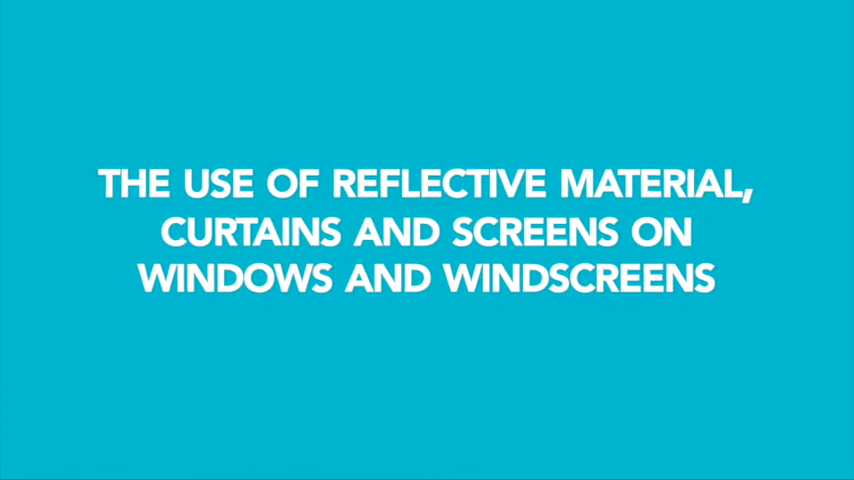 THE USE OF REFLECTIVE MATERIAL,
CURTAINS AND SCREENS ON
WINDOWS AND WINDSCREENS